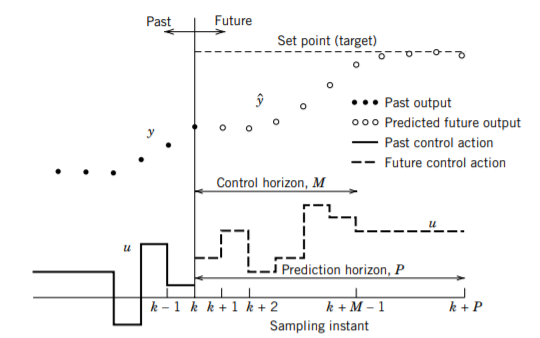 Past Future
Set point (target)
ŷ
Past output
y
Predicted future output
Past control action
Future control action
Control horizon, M
u
u
Prediction horizon, P
k – 1 k k + 1 k + 2 k + M – 1 k + P
Sampling instant